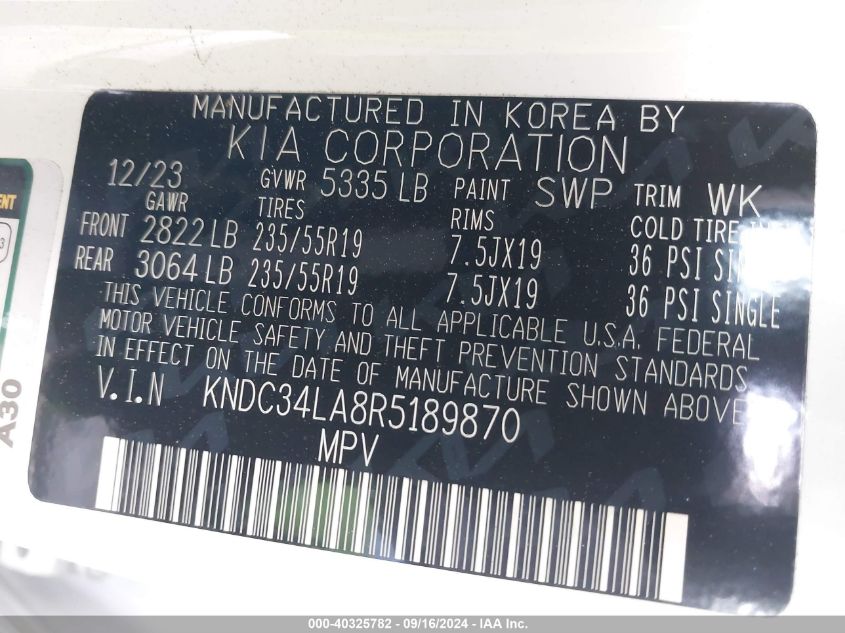 MANUFACTURED IN KOREA BY
KIA CORPORATION
12/23 GVWR 5335 LB PAINT SWP TRIM WK
GAWR TIRES RIMS COLD TIRE
FRONT 2822 LB 235/55R19 7.5JX19 36 PSI
REAR 3064 LB 235/55R19 7.5JX19 36 PSI SINGLE
THIS VEHICLE CONFORMS TO ALL APPLICABLE U.S.A. FEDERAL
MOTOR VEHICLE SAFETY AND THEFT PREVENTION STANDARDS
IN EFFECT ON THE DATE OF MANUFACTURE SHOWN ABOVE
V.I.N KNDC34LA8R5189870
MPV
A30
000-40325782 - 09/16/2024 - IAA Inc.